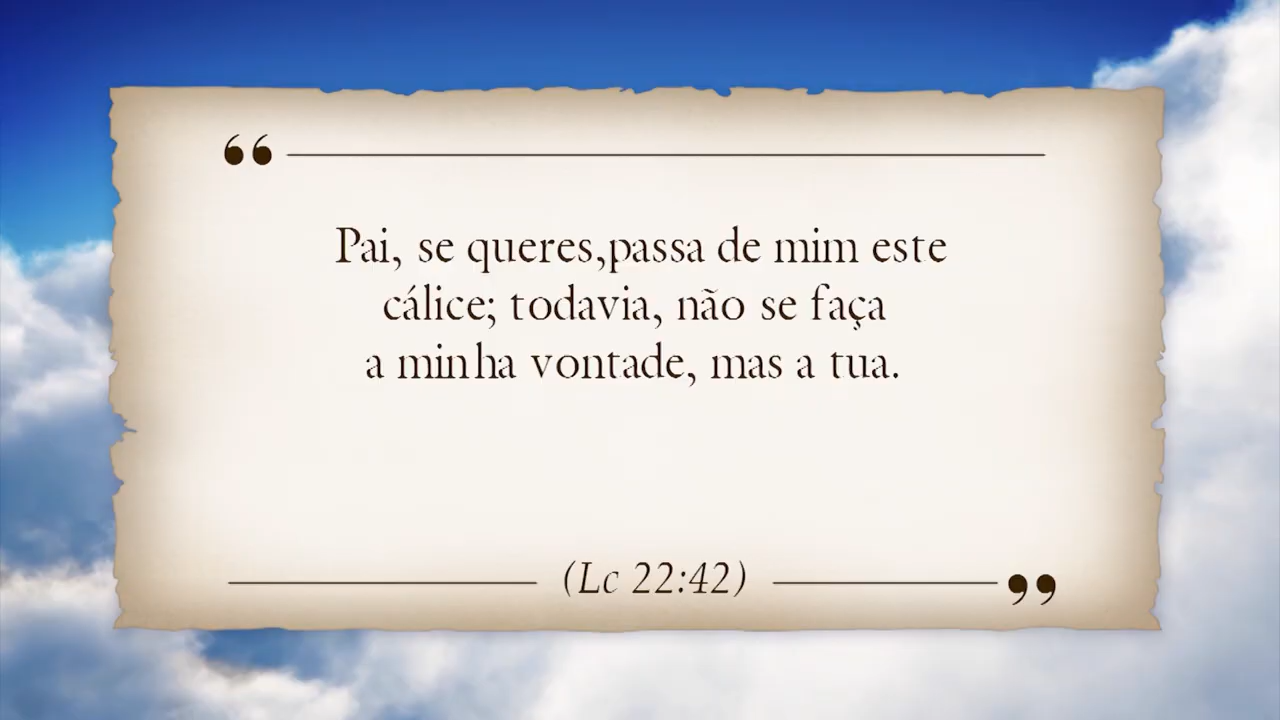 “
Pai, se queres,passa de mim este
cálice; todavia, não se faça
a minha vontade, mas a tua.
(Lc 22:42)
”